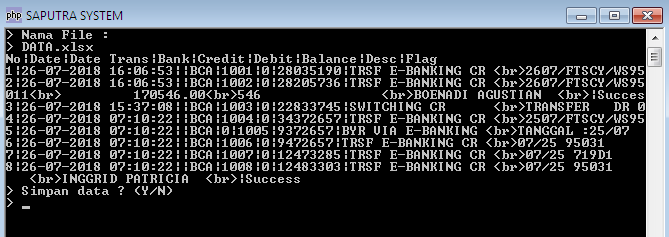 php SAPUTRA SYSTEM
> Nama File :
> DATA.xlsx
No|Date|Date Trans|Bank|Credit|Debit|Balance|Desc|Flag
1|26-07-2018 16:06:53||BCA|1001|0|28035190|TRSF E-BANKING CR <br>2607/FTSCY/WS95
2|26-07-2018 16:06:53||BCA|1002|0|28205736|TRSF E-BANKING CR <br>2607/FTSCY/WS95
011<br> 170546.00<br>546 <br>BOENADI AGUSTIAN <br>|Succes
3|26-07-2018 15:37:08||BCA|1003|0|22833745|SWITCHING CR <br>TRANSFER DR 0
4|26-07-2018 07:10:22||BCA|1004|0|34372657|TRSF E-BANKING CR <br>2507/FTSCY/WS95
5|26-07-2018 07:10:22||BCA|0|1005|9372657|BYR VIA E-BANKING <br>TANGGAL :25/07
6|26-07-2018 07:10:22||BCA|1006|0|9472657|TRSF E-BANKING CR <br>07/25 95031
7|26-07-2018 07:10:22||BCA|1007|0|12473285|TRSF E-BANKING CR <br>07/25 719D1
8|26-07-2018 07:10:22||BCA|1008|0|12483303|TRSF E-BANKING CR <br>07/25 95031
<br>INGGRID PATRICIA <br>|Success
> Simpan data ? (Y/N)
> _